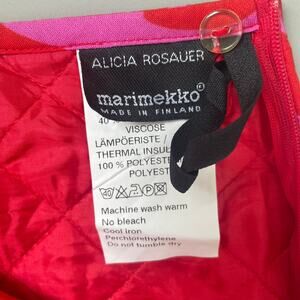 ALICIA ROSAUER
marimekko®
MADE IN FINLAND
40
VISCOSE
LÄMPÖERISTE /
THERMAL INSUL
100 % POLYEST
POLYEST
40
Machine wash warm
No bleach
Cool iron
Perchlorethylene
Do not tumble dry